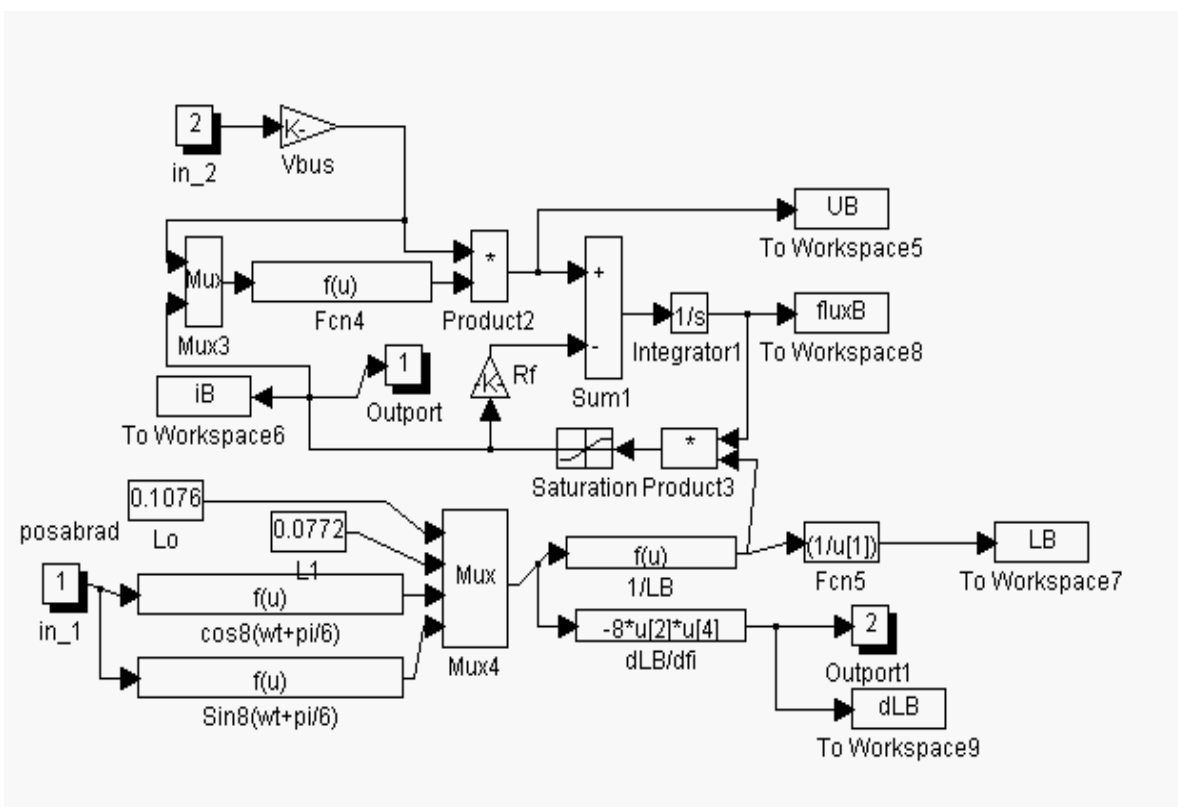 2
K-
in_2
Vbus
UB
To Workspace5
Mux
f(u)
*
+
-
Mux3
Fcn4
Product2
1/s
Integrator1
fluxB
To Workspace8
iB
To Workspace6
1
Outport
-K-
Rf
Sum1
*
Saturation
Product3
0.1076
Lo
posabrad
0.0772
L1
1
in_1
f(u)
cos8(wt+pi/6)
f(u)
Sin8(wt+pi/6)
Mux
Mux4
f(u)
1/LB
(1/u[1])
Fcn5
LB
To Workspace7
-8*u[2]*u[4]
dLB/dfi
2
Outport1
dLB
To Workspace9